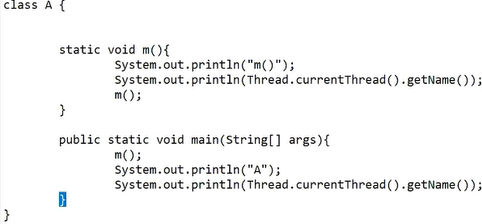 class A {
static void m(){
System.out.println("m()");
System.out.println(Thread.currentThread().getName());
m();
}
public static void main(String[] args){
m();
System.out.println("A");
System.out.println(Thread.currentThread().getName());
}
}